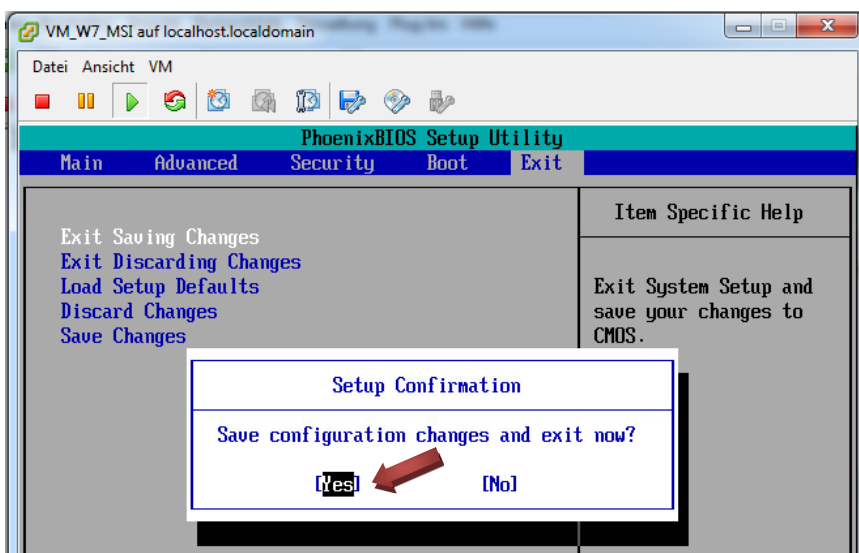 VM_W7_MSI auf localhost.localdomain
Datei Ansicht VM
PhoenixBIOS Setup Utility
Main Advanced Security Boot Exit
Item Specific Help
Exit Saving Changes
Exit Discarding Changes
Load Setup Defaults
Discard Changes
Save Changes
Exit System Setup and
save your changes to
CMOS.
Setup Confirmation
Save configuration changes and exit now?
[Yes] [No]